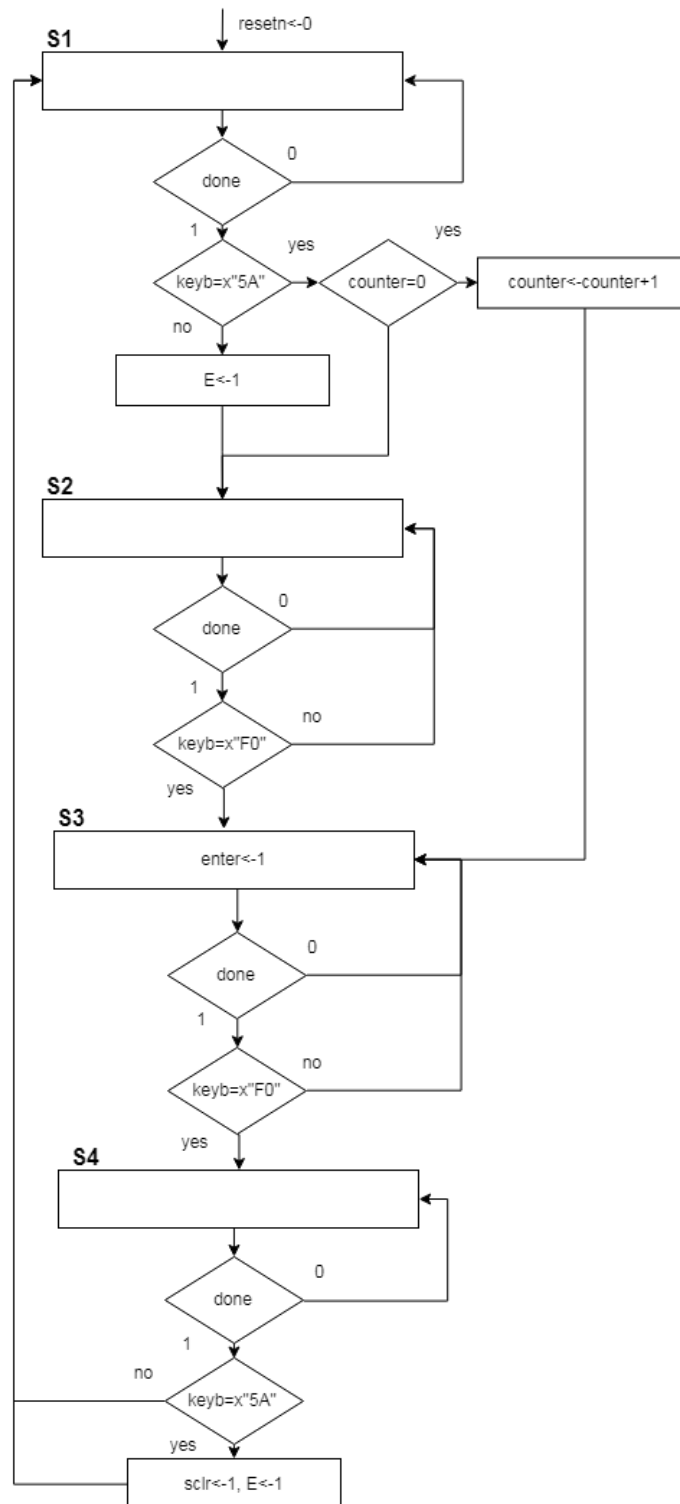 resetn<-0
S1
0
done
1
yes
yes
keyb=x"5A"
counter=0
counter<-counter+1
no
E<-1
S2
0
done
1
no
keyb=x"F0"
yes
S3
enter<-1
0
done
1
no
keyb=x"F0"
yes
S4
0
done
1
no
keyb=x"5A"
yes
sclr<-1, E<-1